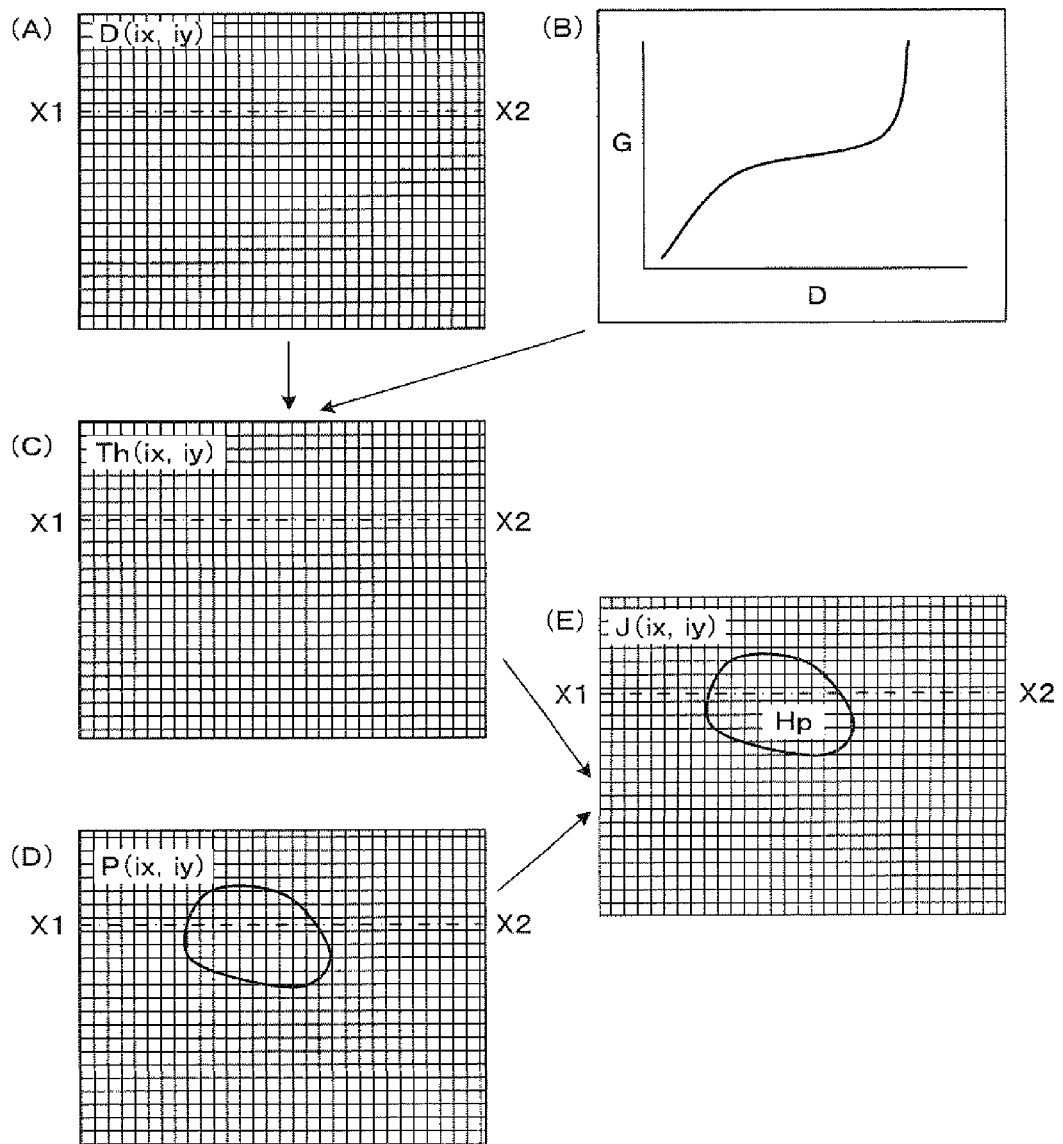 (A)
D(ix, iy)
X1
X2
(B)
G
D
(C)
Th(ix, iy)
X1
X2
(D)
P(ix, iy)
X1
X2
(E)
J(ix, iy)
X1
X2
Hp